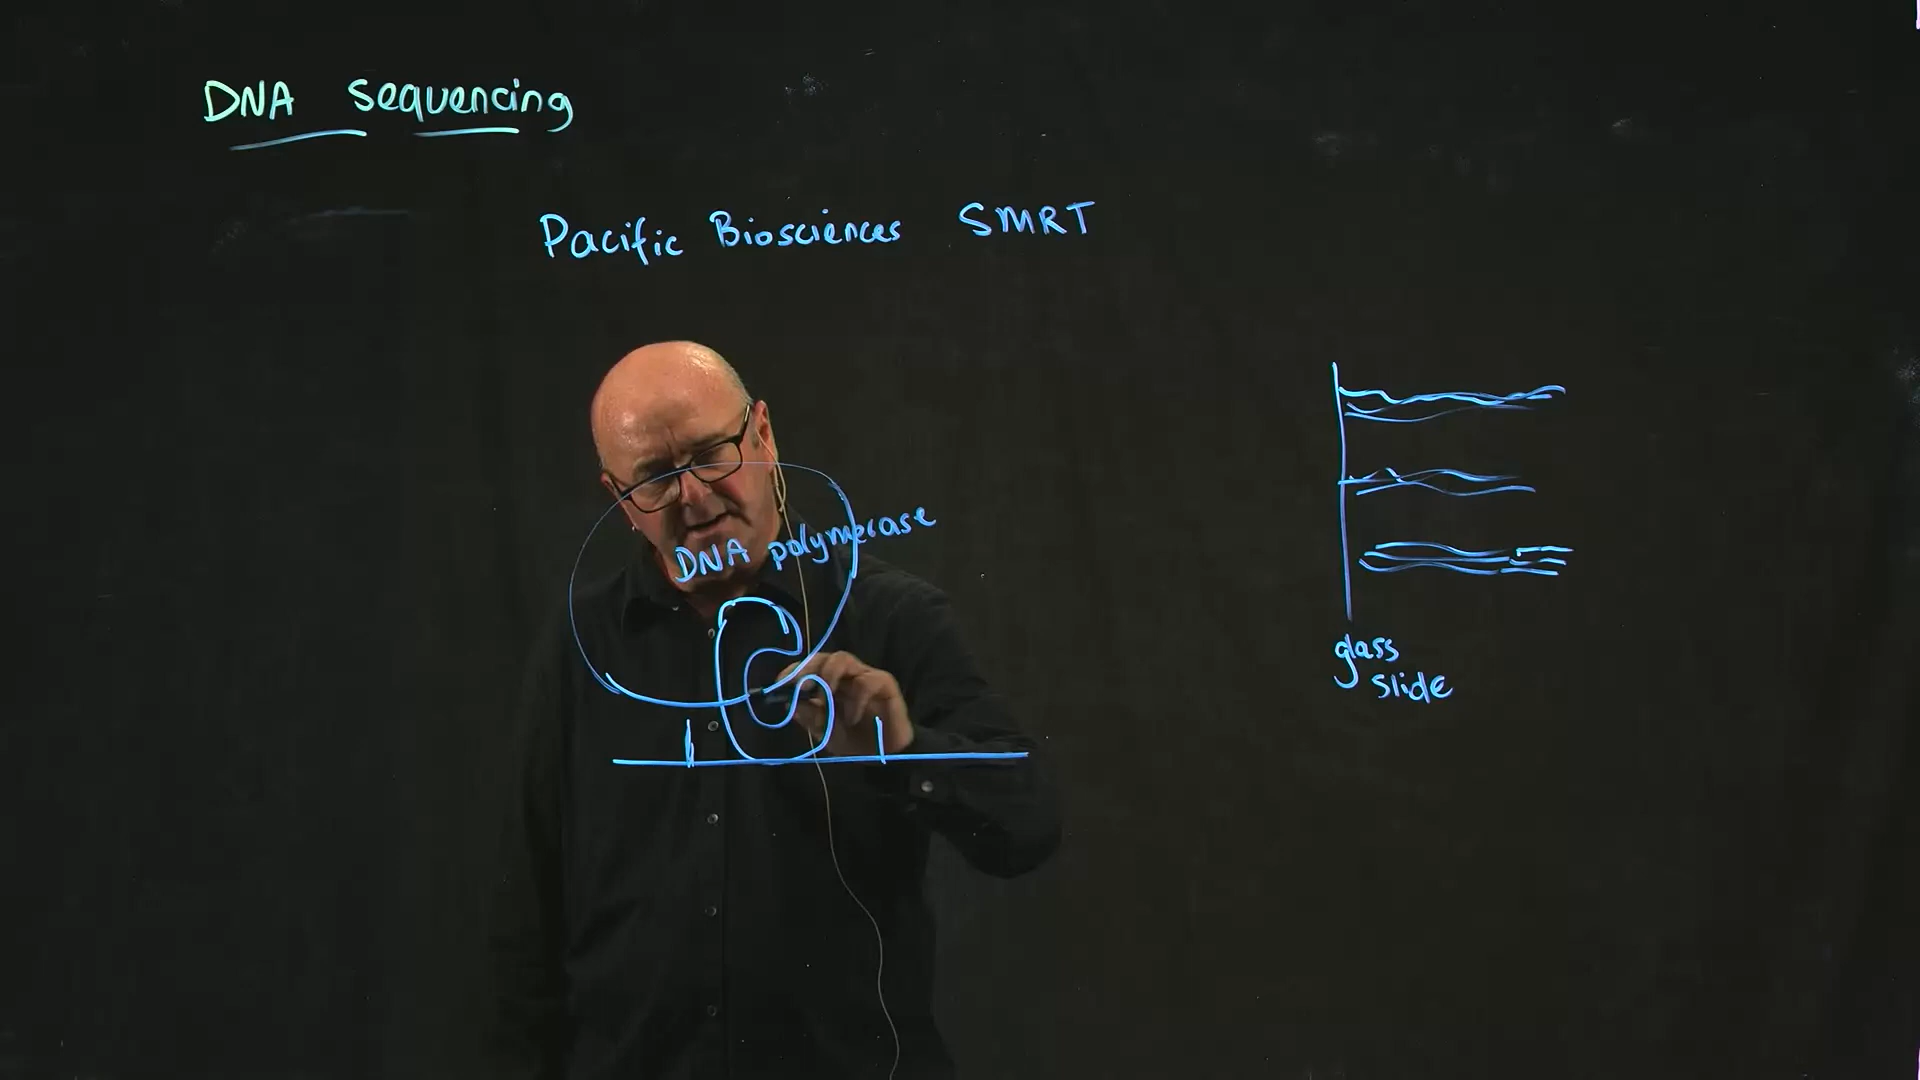 DNA sequencing
Pacific Biosciences SMRT
DNA polymerase
glass
slide